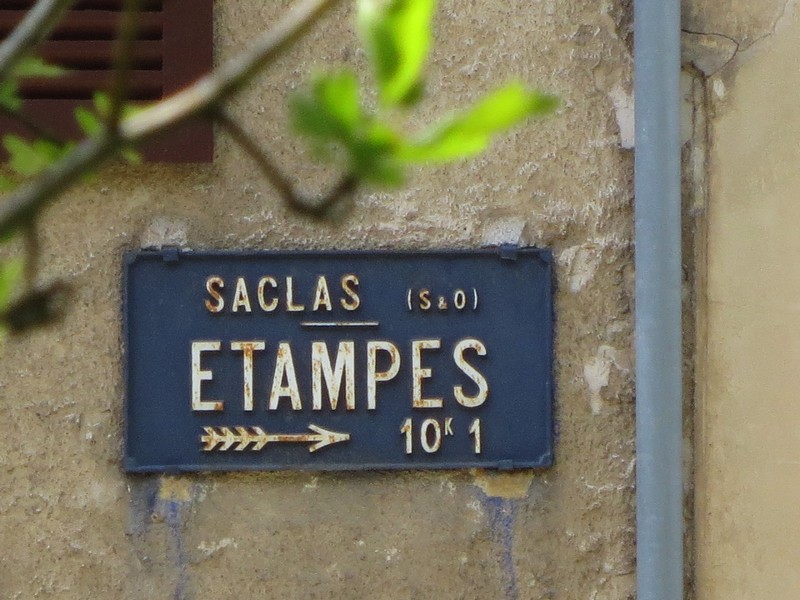 SACLAS (S&O)
ETAMPES
10K 1